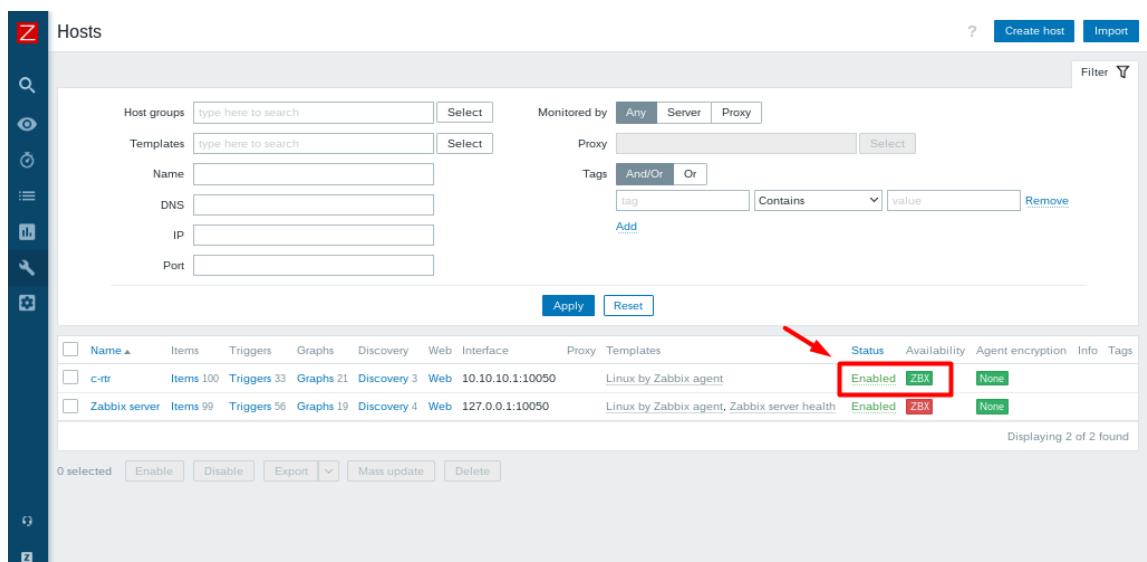 Z Hosts ? Create host Import
Filter
Host groups type here to search Select Monitored by Any Server Proxy
Templates type here to search Select Proxy Select
Name Tags And/Or Or
DNS tag Contains value Remove
IP Add
Port
Apply Reset
Name Items Triggers Graphs Discovery Web Interface Proxy Templates Status Availability Agent encryption Info Tags
c-rtr Items 100 Triggers 33 Graphs 21 Discovery 3 Web 10.10.10.1:10050 Linux by Zabbix agent Enabled ZBX None
Zabbix server Items 99 Triggers 56 Graphs 19 Discovery 4 Web 127.0.0.1:10050 Linux by Zabbix agent, Zabbix server health Enabled ZBX None
Displaying 2 of 2 found
0 selected Enable Disable Export Mass update Delete
Z